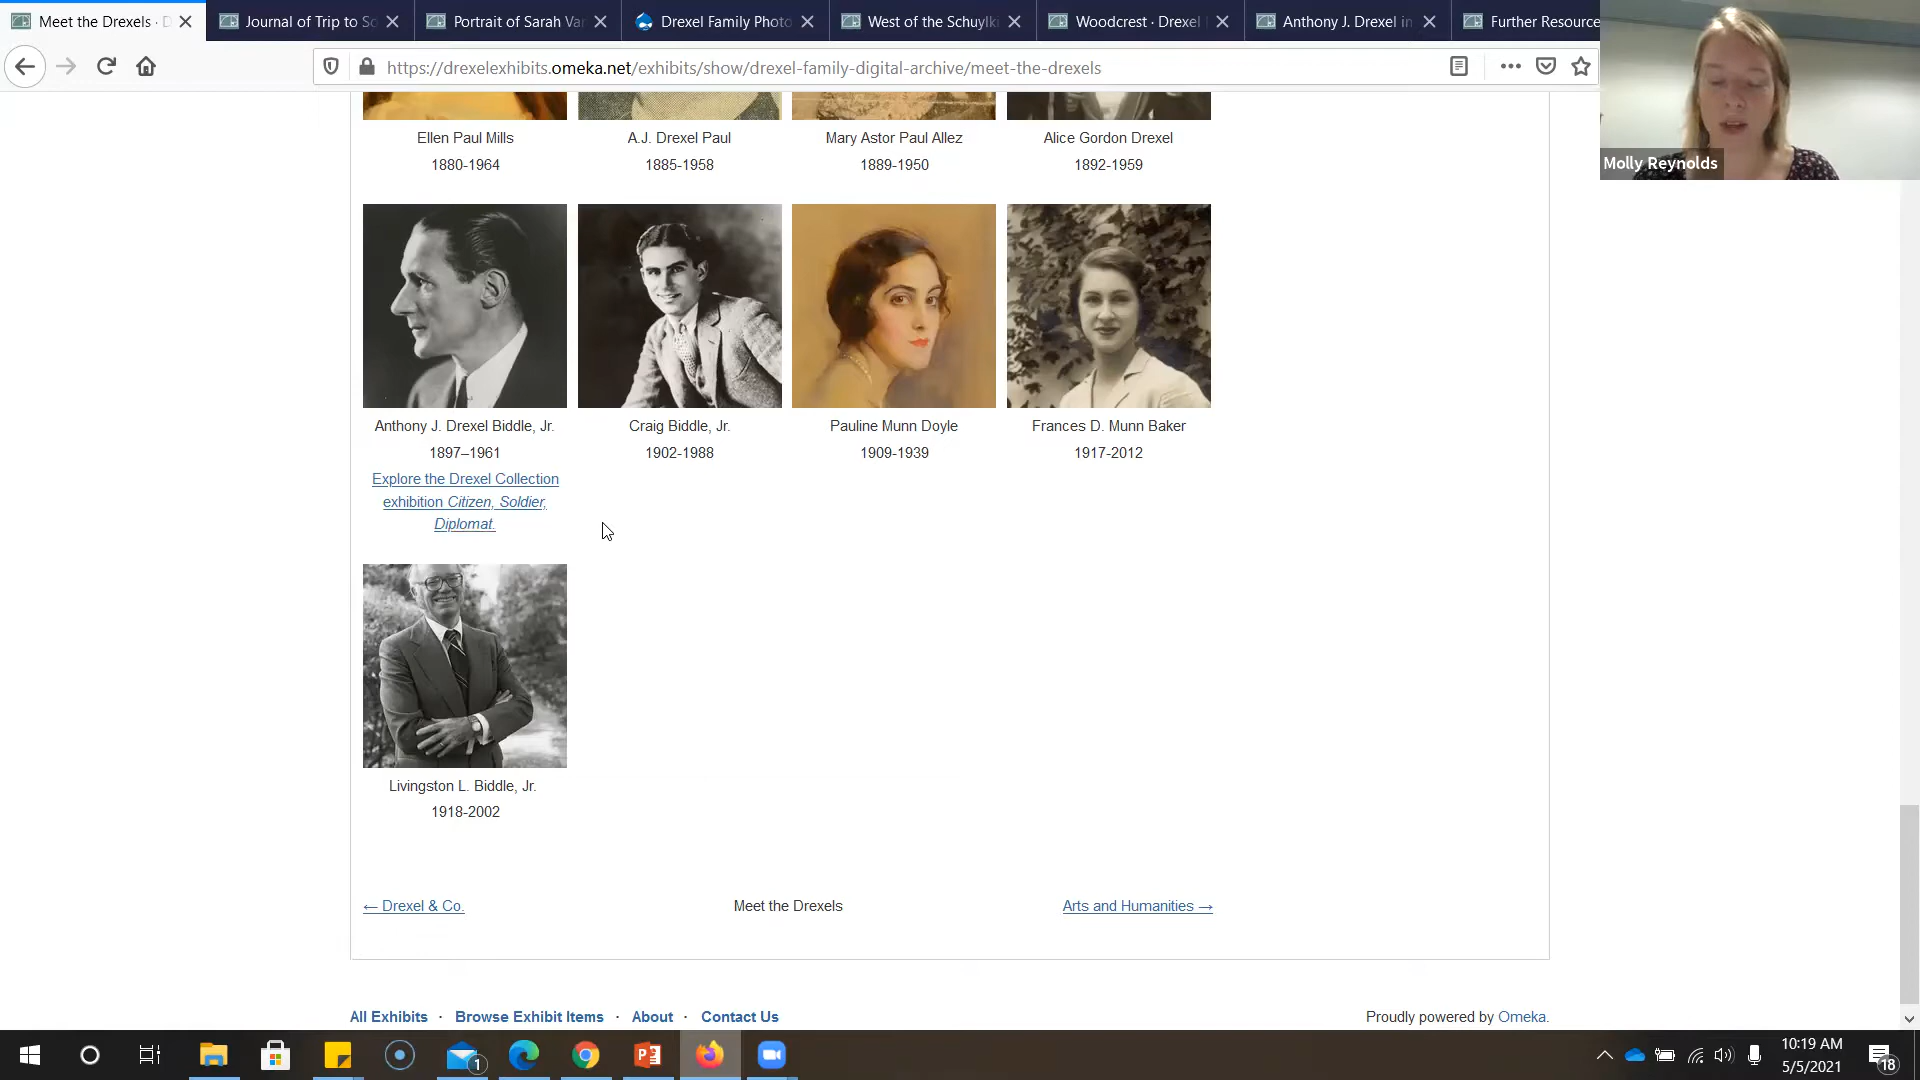 Meet the Drexels · D
Journal of Trip to Sc
Portrait of Sarah Van
Drexel Family Photo
West of the Schuylki
Woodcrest · Drexel
Anthony J. Drexel in
Further Resource
https://drexelexhibits.omeka.net/exhibits/show/drexel-family-digital-archive/meet-the-drexels
Molly Reynolds
Ellen Paul Mills
1880-1964
A.J. Drexel Paul
1885-1958
Mary Astor Paul Allez
1889-1950
Alice Gordon Drexel
1892-1959
Anthony J. Drexel Biddle, Jr.
1897–1961
Explore the Drexel Collection
exhibition Citizen, Soldier,
Diplomat.
Craig Biddle, Jr.
1902-1988
Pauline Munn Doyle
1909-1939
Frances D. Munn Baker
1917-2012
Livingston L. Biddle, Jr.
1918-2002
← Drexel & Co.
Meet the Drexels
Arts and Humanities →
All Exhibits · Browse Exhibit Items · About · Contact Us
Proudly powered by Omeka.
1
10:19 AM
5/5/2021
18